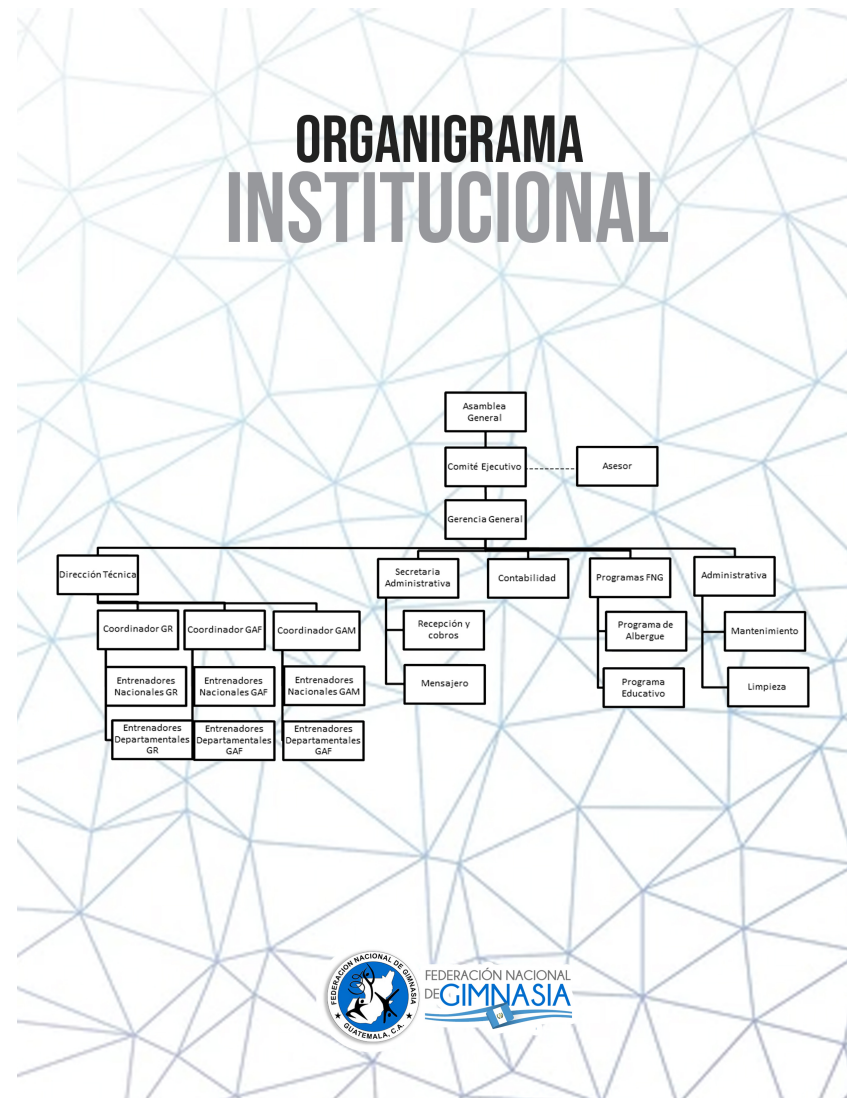 ORGANIGRAMA
INSTITUCIONAL
Asamblea
General
Comité Ejecutivo
Asesor
Gerencia General
Dirección Técnica
Secretaria
Administrativa
Contabilidad
Programas FNG
Administrativa
Coordinador GR
Coordinador GAF
Coordinador GAM
Recepción y
cobros
Programa de
Albergue
Mantenimiento
Entrenadores
Nacionales GR
Entrenadores
Nacionales GAF
Entrenadores
Nacionales GAM
Mensajero
Programa
Educativo
Limpieza
Entrenadores
Departamentales
GR
Entrenadores
Departamentales
GAF
Entrenadores
Departamentales
GAF
FEDERACION NACIONAL DE GIMNASIA
GUATEMALA, C.A.
FEDERACIÓN NACIONAL
DE GIMNASIA